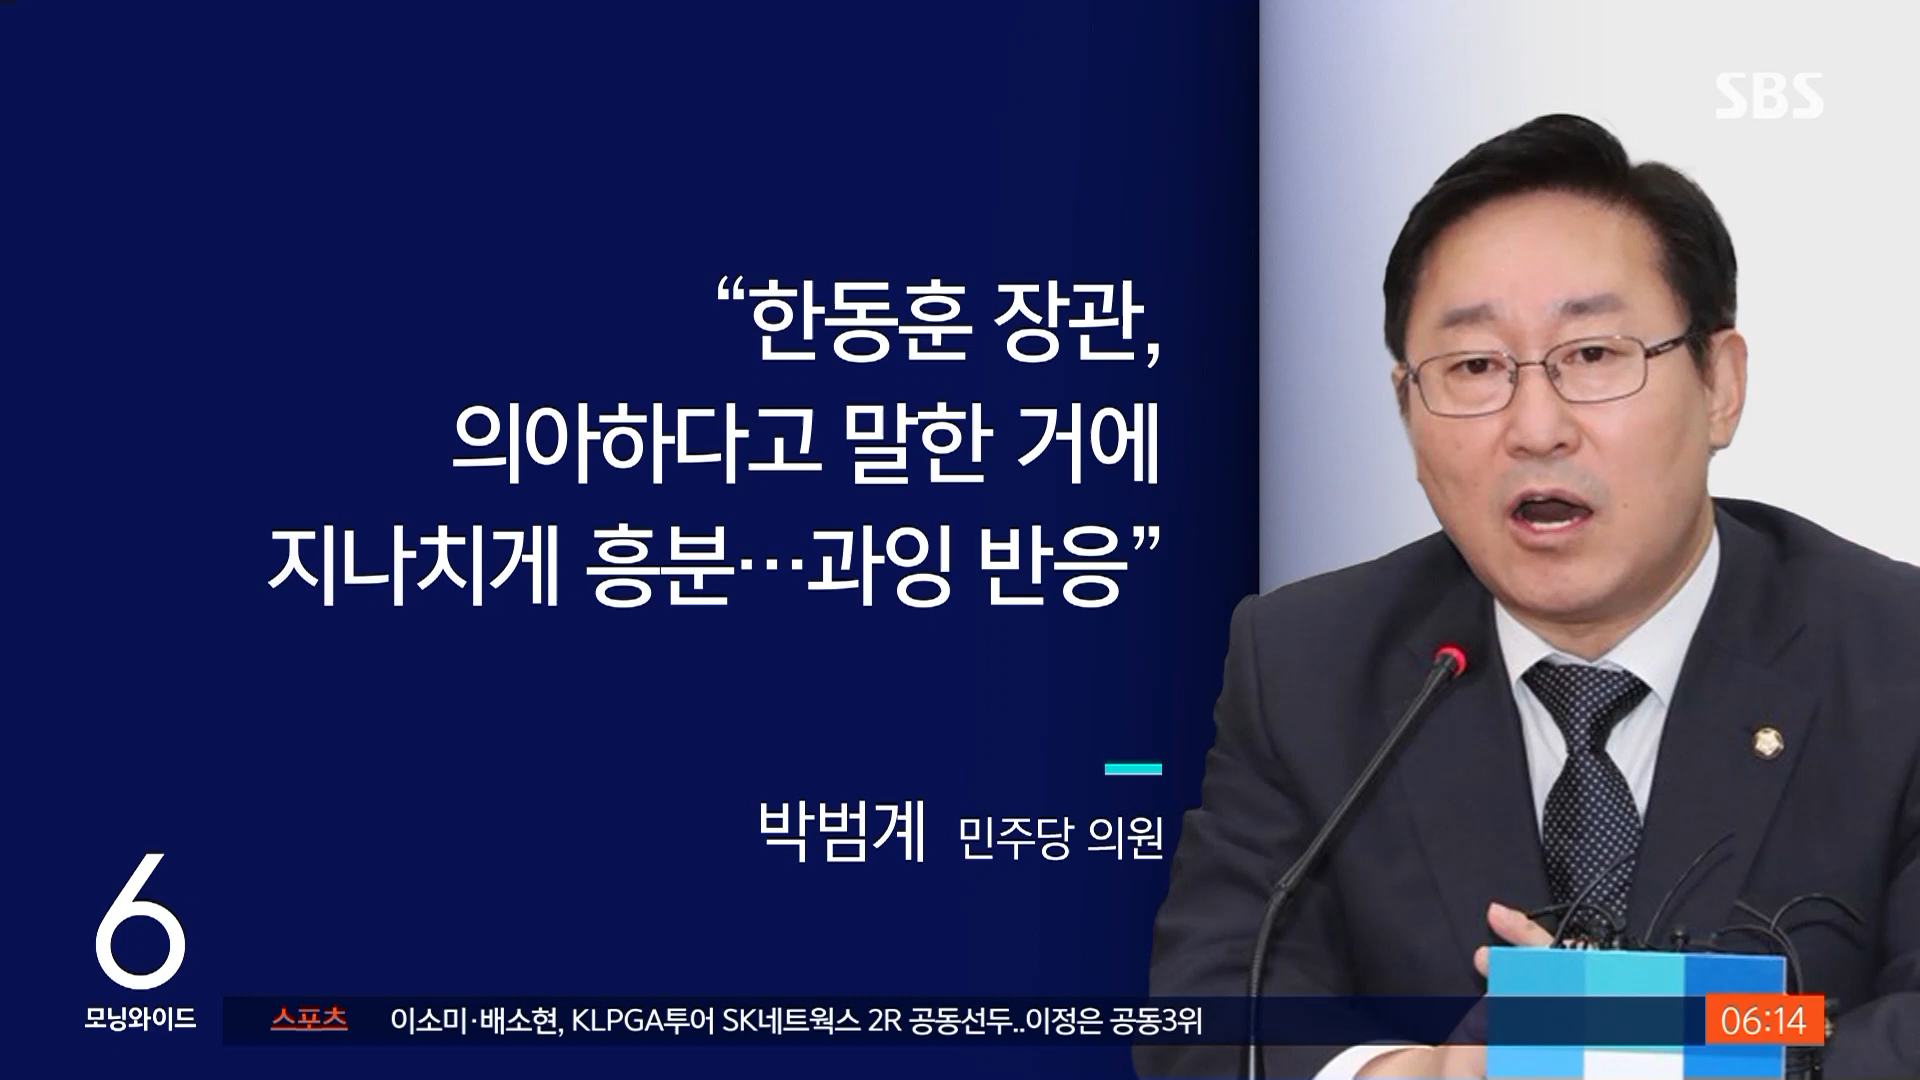 SBS
“한동훈 장관,
의아하다고 말한 거에
지나치게 흥분…과잉 반응”
박범계 민주당 의원
6
모닝와이드
스포츠 이소미·배소현, KLPGA투어 SK네트웍스 2R 공동선두..이정은 공동3위 06:14